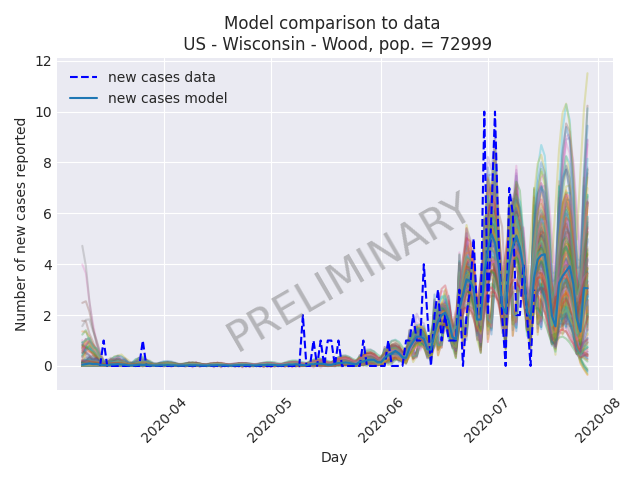 Model comparison to data
US - Wisconsin - Wood, pop. = 72999
12
10
8
6
4
2
0
Number of new cases reported
new cases data
new cases model
PRELIMINARY
2020-04
2020-05
2020-06
2020-07
2020-08
Day